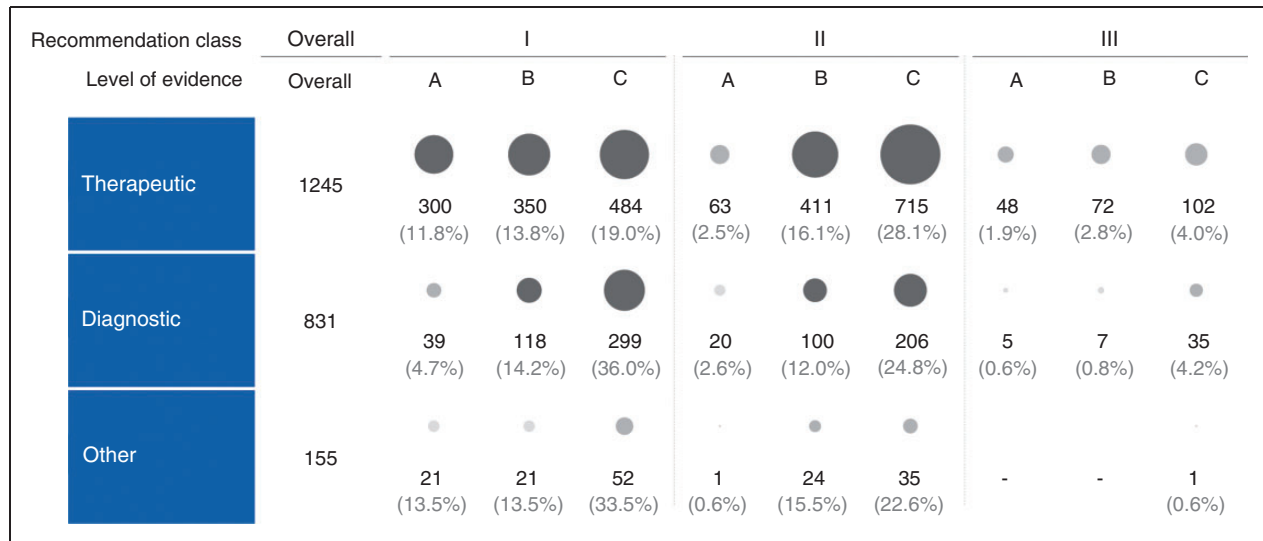 Recommendation class Overall I II III
Level of evidence Overall A B C A B C A B C
Therapeutic 1245 300 350 484 63 411 715 48 72 102
(11.8%) (13.8%) (19.0%) (2.5%) (16.1%) (28.1%) (1.9%) (2.8%) (4.0%)
Diagnostic 831 39 118 299 20 100 206 5 7 35
(4.7%) (14.2%) (36.0%) (2.6%) (12.0%) (24.8%) (0.6%) (0.8%) (4.2%)
Other 155 21 21 52 1 24 35 - - 1
(13.5%) (13.5%) (33.5%) (0.6%) (15.5%) (22.6%) (0.6%)